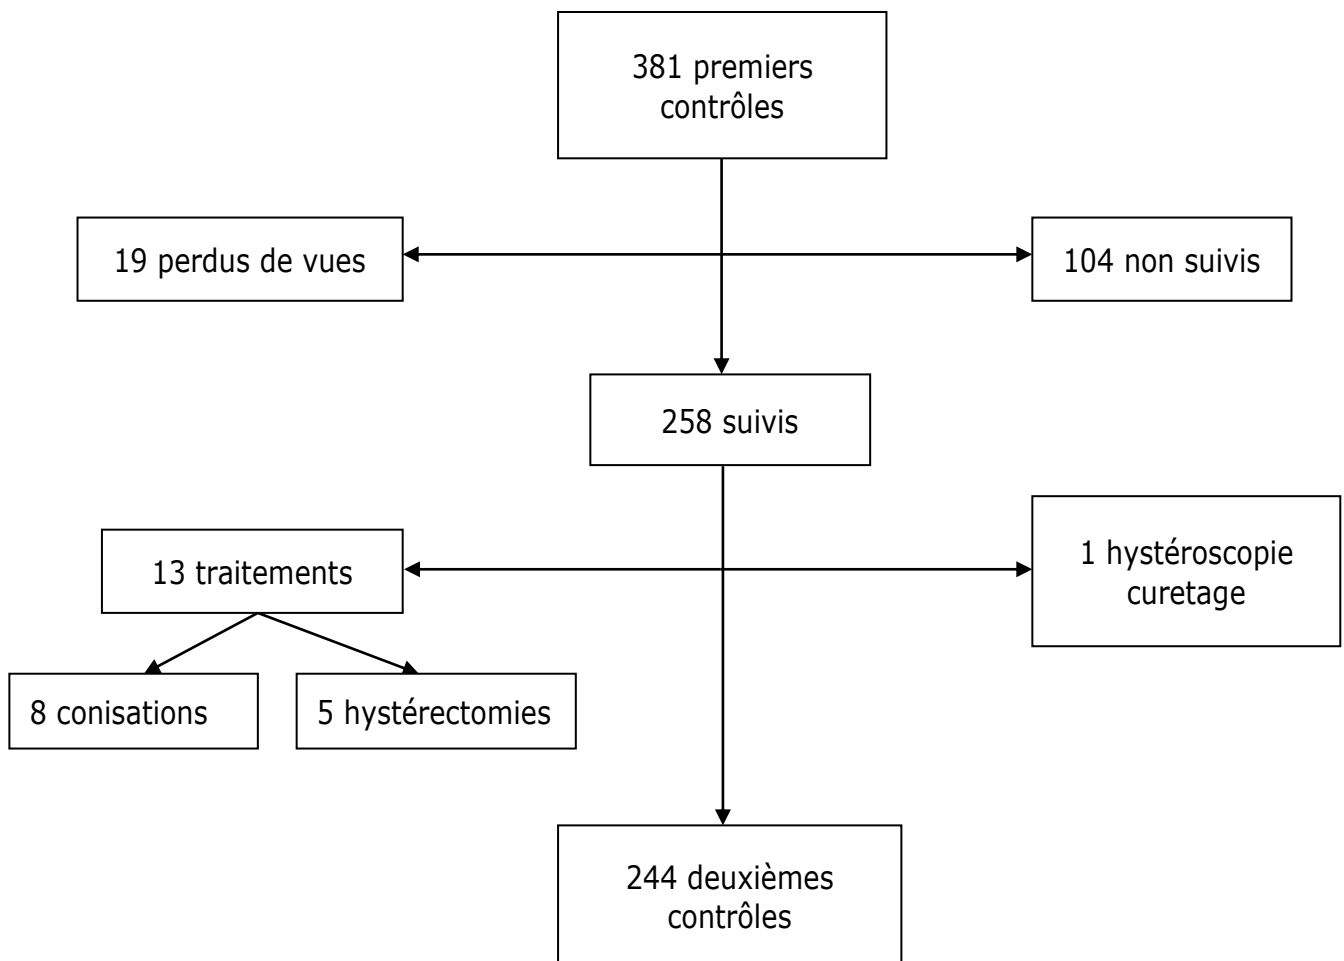 381 premiers
contrôles
19 perdus de vues
104 non suivis
258 suivis
13 traitements
1 hystéroscopie
curetage
8 conisations
5 hystérectomies
244 deuxièmes
contrôles